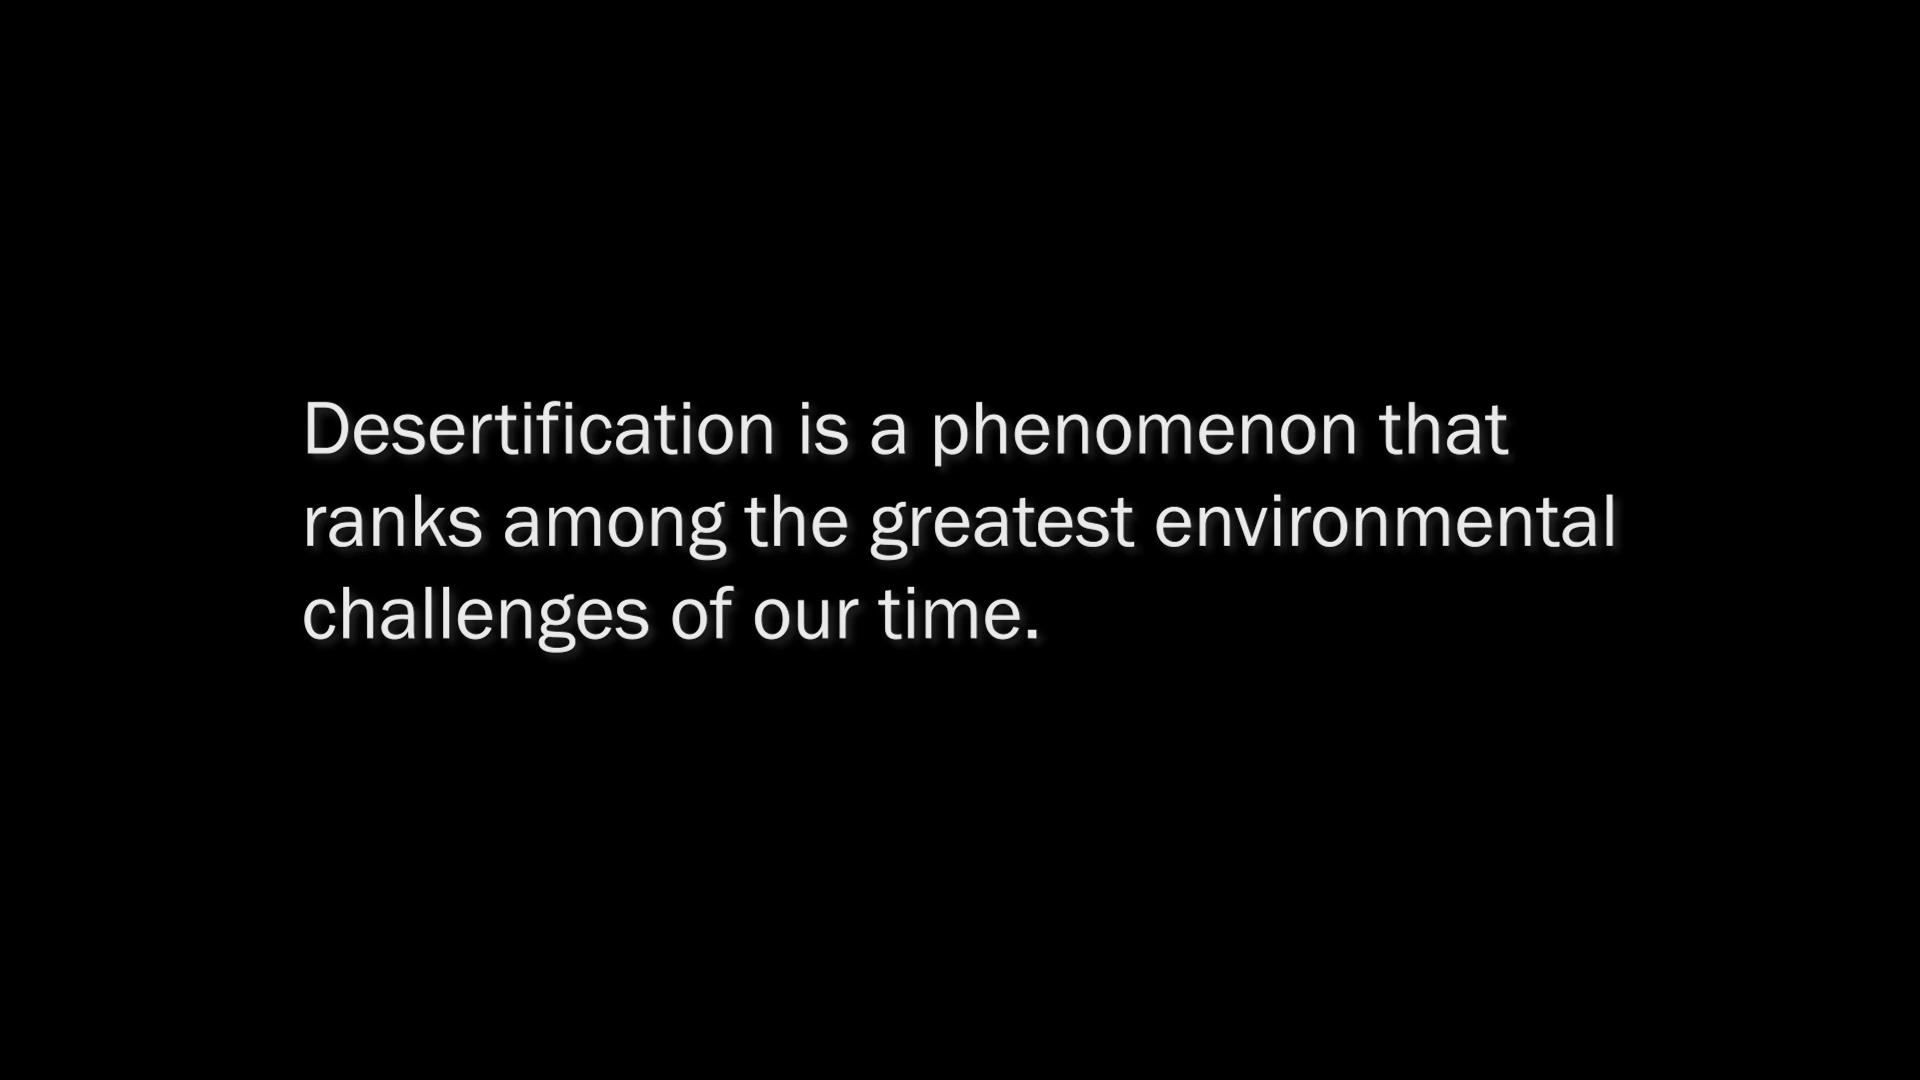 Desertification is a phenomenon that
ranks among the greatest environmental
challenges of our time.